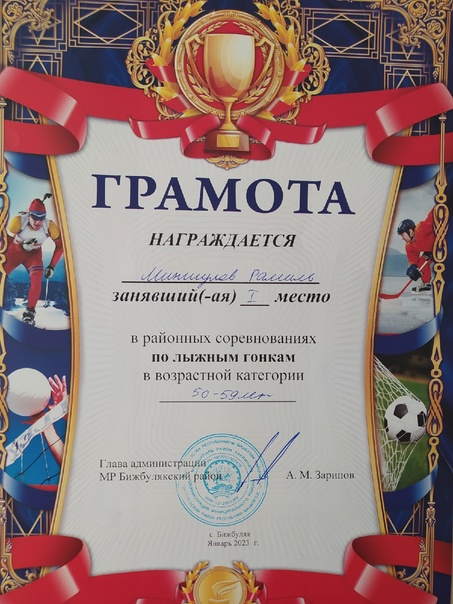 ГРАМОТА
НАГРАЖДАЕТСЯ
Рамиль
занявший(-ая) I место
в районных соревнованиях
по лыжным гонкам
в возрастной категории
50-59 лет
Глава администрации
МР Бижбулякский район А. М. Зарипов
с. Бижбуляк
Январь 2023 г.